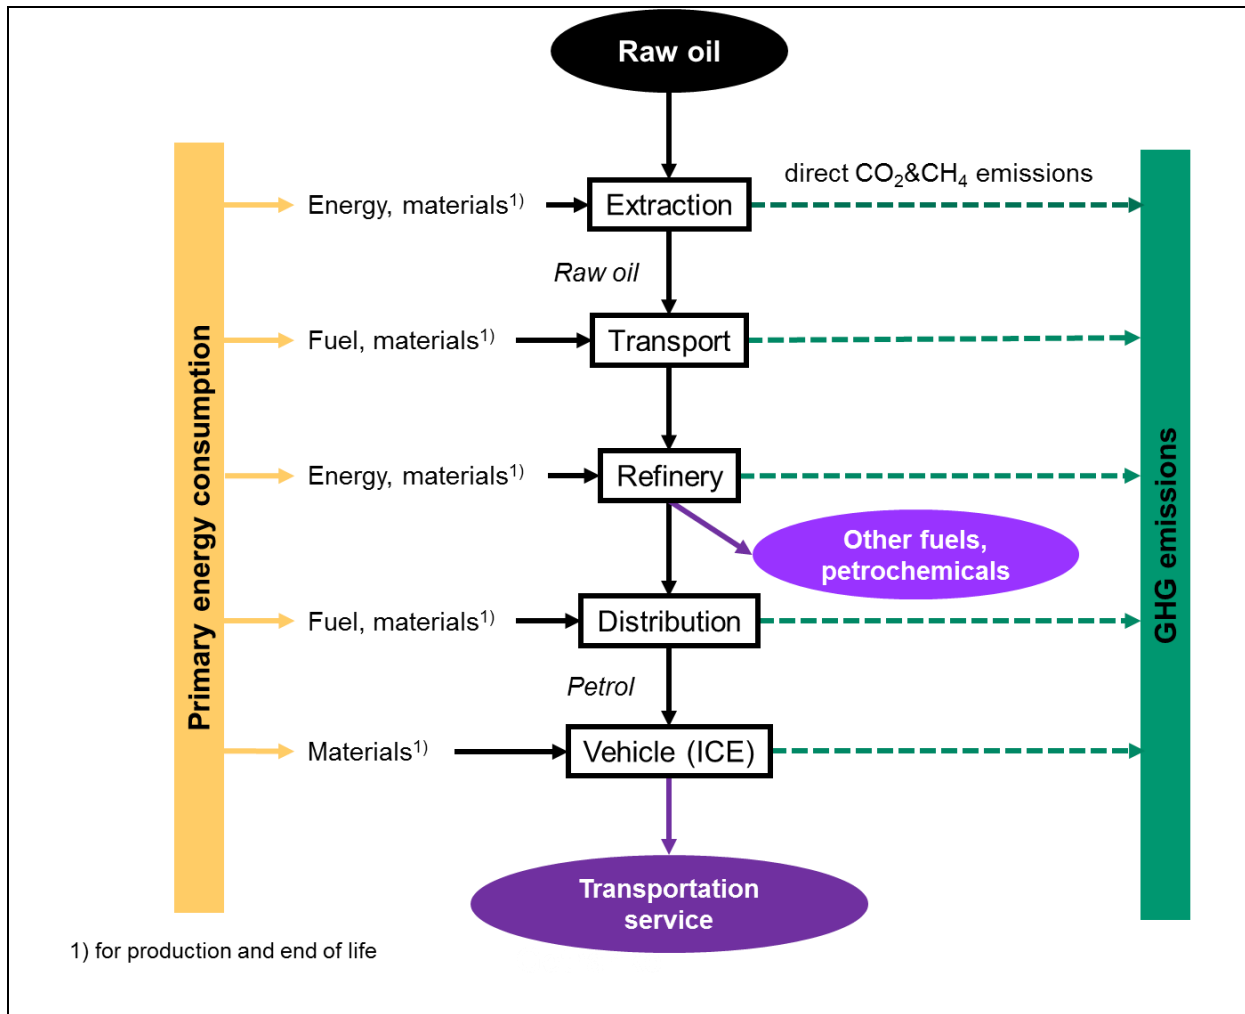 Raw oil
direct CO₂&CH₄ emissions
Energy, materials¹⁾
Extraction
Raw oil
Fuel, materials¹⁾
Transport
Primary energy consumption
GHG emissions
Energy, materials¹⁾
Refinery
Other fuels,
petrochemicals
Fuel, materials¹⁾
Distribution
Petrol
Materials¹⁾
Vehicle (ICE)
Transportation
service
1) for production and end of life